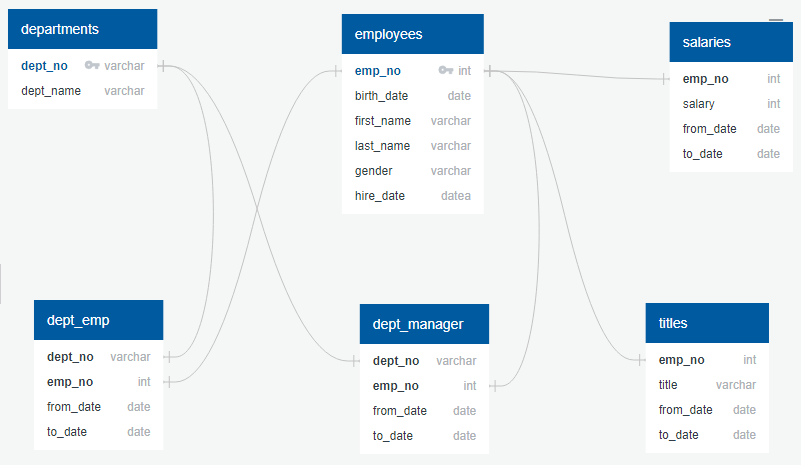 departments
dept_no varchar
dept_name varchar
employees
emp_no int
birth_date date
first_name varchar
last_name varchar
gender varchar
hire_date datea
salaries
emp_no int
salary int
from_date date
to_date date
dept_emp
dept_no varchar
emp_no int
from_date date
to_date date
dept_manager
dept_no varchar
emp_no int
from_date date
to_date date
titles
emp_no int
title varchar
from_date date
to_date date